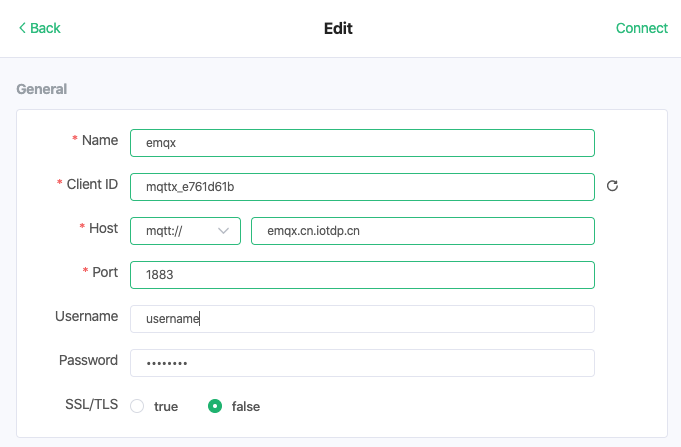 Back
Edit
Connect
General
* Name emqx
* Client ID mqttx_e761d61b
* Host mqtt:// emqx.cn.iotdp.cn
* Port 1883
Username username
Password ••••••••
SSL/TLS true false